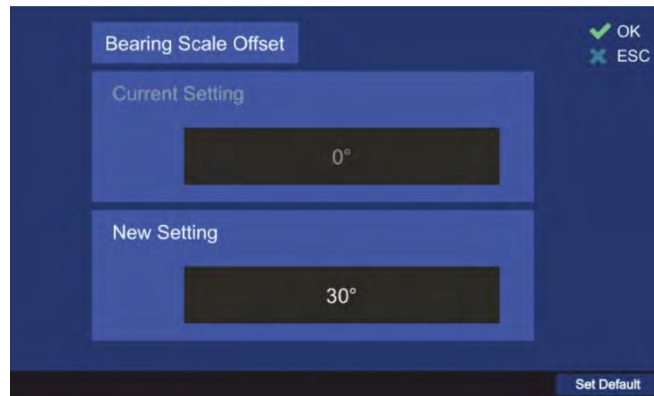 Bearing Scale Offset
OK
ESC
Current Setting
0°
New Setting
30°
Set Default